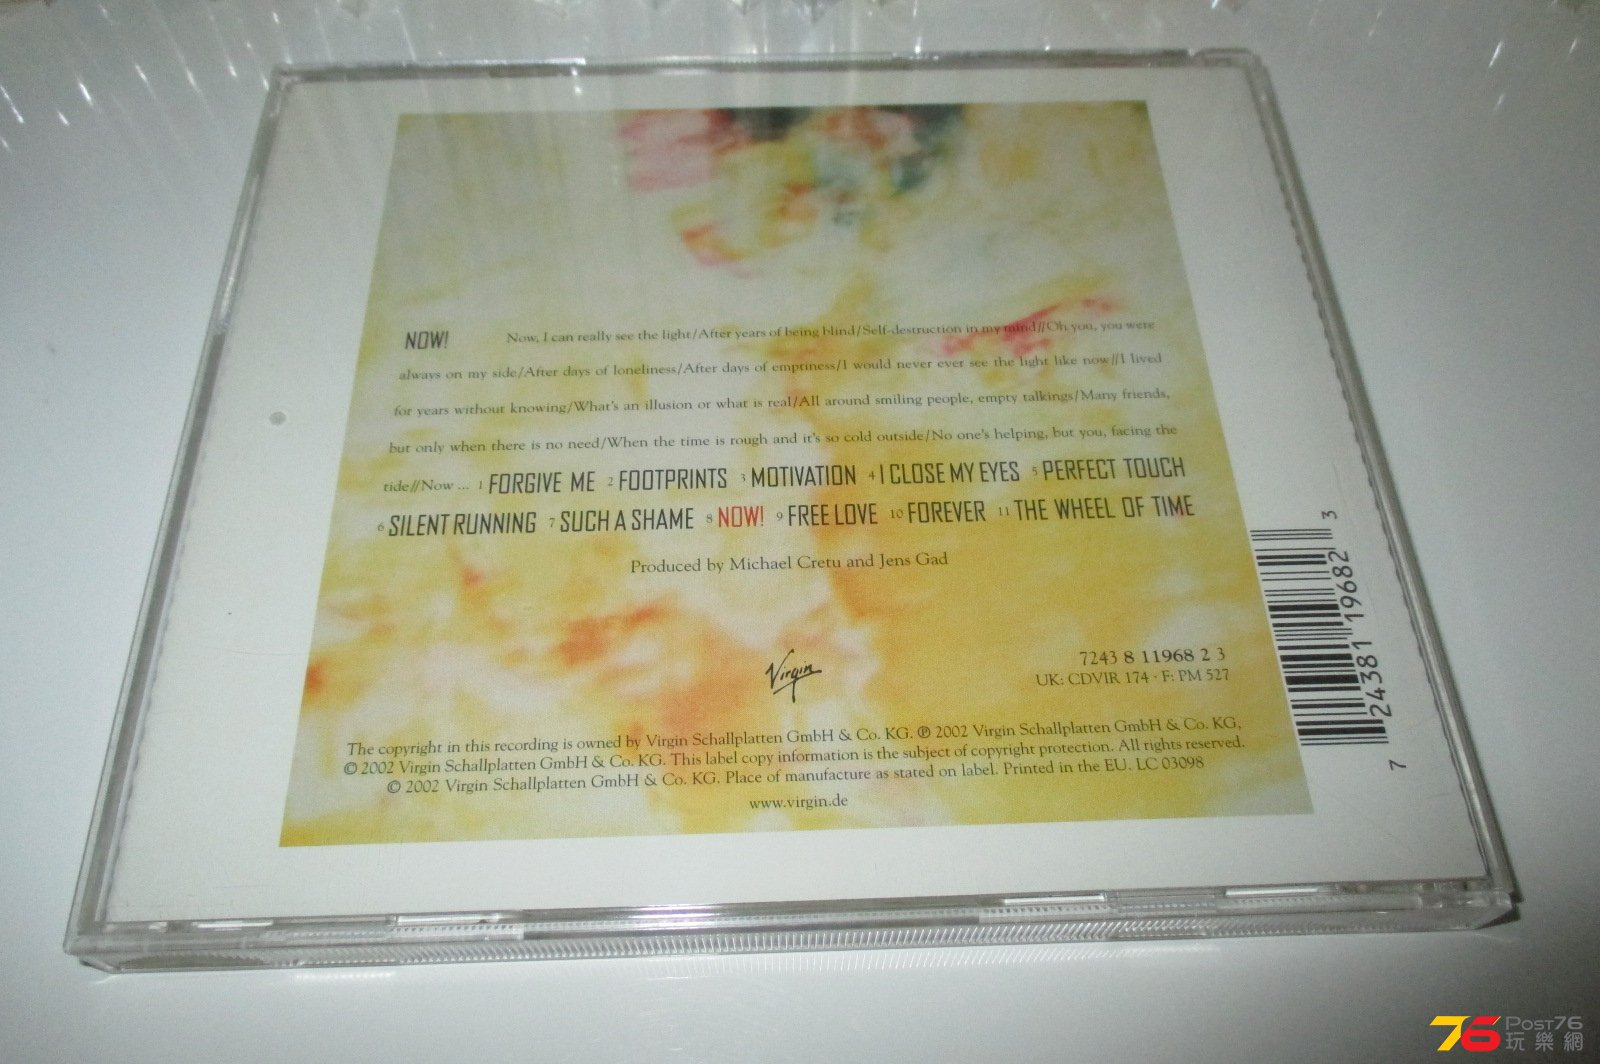 NOW! Now, I can really see the light/After years of being blind/Self-destruction in my mind//Oh you, you were
always on my side/After days of loneliness/After days of emptiness/I would never ever see the light like now//I lived
for years without knowing/What's an illusion or what is real/All around smiling people, empty talkings/Many friends,
but only when there is no need/When the time is rough and it's so cold outside/No one's helping, but you, facing the
tide//Now ... 1 FORGIVE ME 2 FOOTPRINTS 3 MOTIVATION 4 I CLOSE MY EYES 5 PERFECT TOUCH
6 SILENT RUNNING 7 SUCH A SHAME 8 NOW! 9 FREE LOVE 10 FOREVER 11 THE WHEEL OF TIME
Produced by Michael Cretu and Jens Gad
Virgin
7243 8 11968 2 3
UK: CDVIR 174 · F: PM 527
The copyright in this recording is owned by Virgin Schallplatten GmbH & Co. KG. ℗ 2002 Virgin Schallplatten GmbH & Co. KG,
© 2002 Virgin Schallplatten GmbH & Co. KG. This label copy information is the subject of copyright protection. All rights reserved.
© 2002 Virgin Schallplatten GmbH & Co. KG. Place of manufacture as stated on label. Printed in the EU. LC 03098
www.virgin.de
7 24381 19682 3
76 Post76
玩樂網